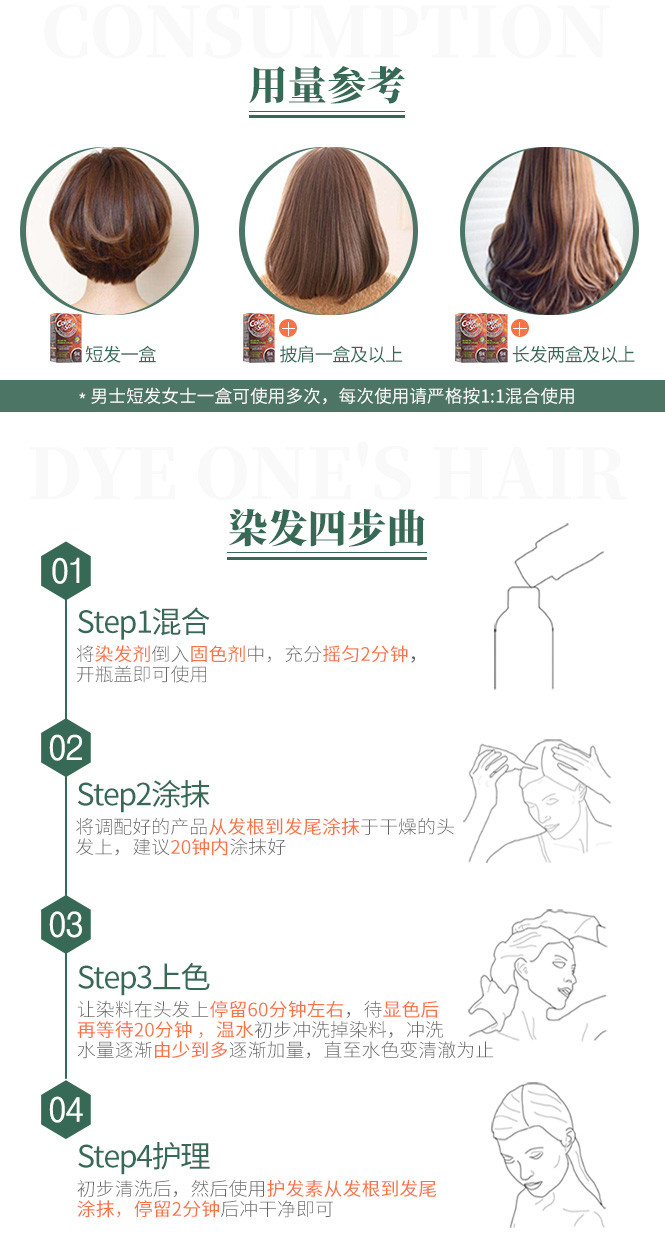 CONSUMPTION
用量参考
短发一盒
披肩一盒及以上
长发两盒及以上
* 男士短发女士一盒可使用多次，每次使用请严格按1:1混合使用
DYE ONE'S HAIR
染发四步曲
01
Step1混合
将染发剂倒入固色剂中，充分摇匀2分钟，
开瓶盖即可使用
02
Step2涂抹
将调配好的产品从发根到发尾涂抹于干燥的头
发上，建议20钟内涂抹好
03
Step3上色
让染料在头发上停留60分钟左右，待显色后
再等待20分钟 ，温水初步冲洗掉染料，冲洗
水量逐渐由少到多逐渐加量，直至水色变清澈为止
04
Step4护理
初步清洗后，然后使用护发素从发根到发尾
涂抹，停留2分钟后冲干净即可